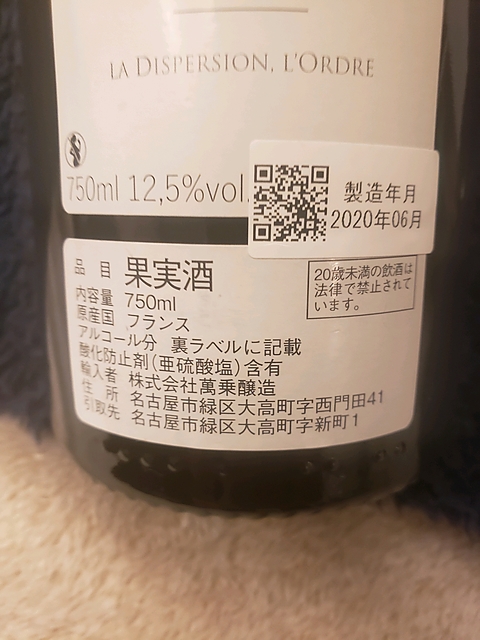 LA DISPERSION, L'ORDRE
750ml 12,5%vol.
製造年月
2020年06月
品目 果実酒
内容量 750ml
原産国 フランス
アルコール分 裏ラベルに記載
酸化防止剤(亜硫酸塩)含有
輸入者 株式会社萬乗醸造
住所 名古屋市緑区大高町字西門田41
引取先 名古屋市緑区大高町字新町1
20歳未満の飲酒は
法律で禁止されて
います。